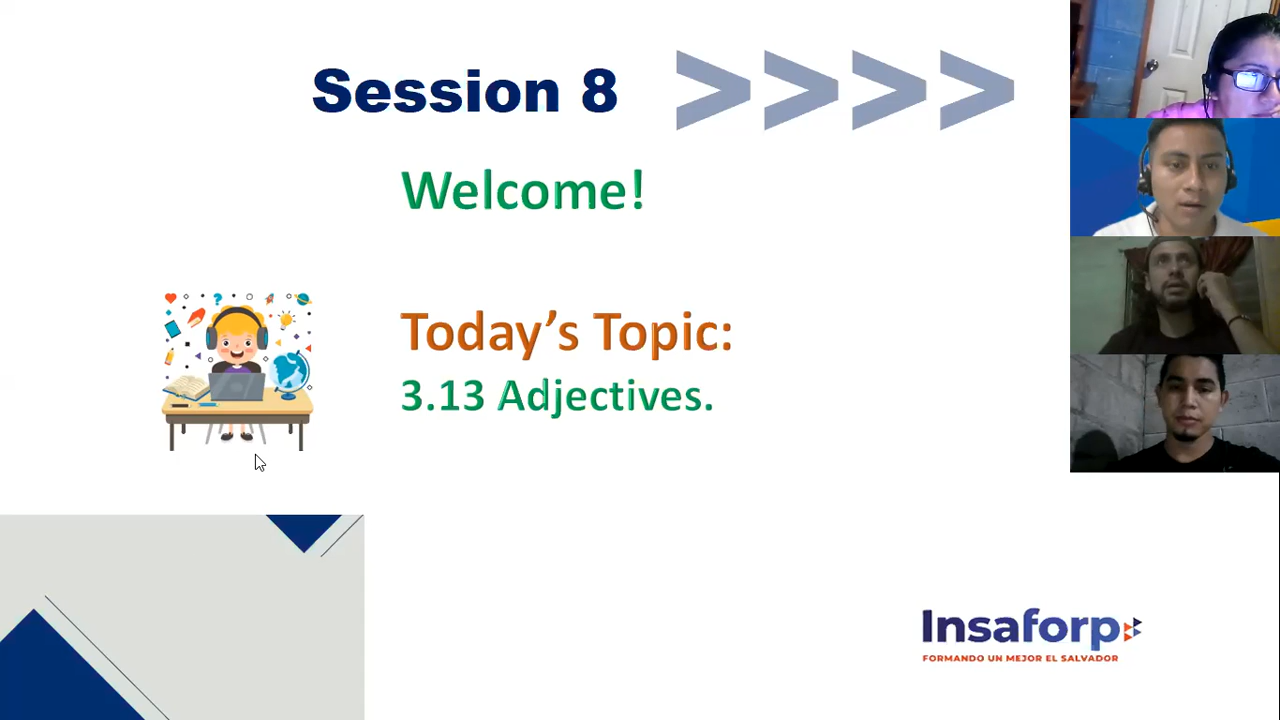 Session 8
Welcome!
Today's Topic:
3.13 Adjectives.
Insaforp
FORMANDO UN MEJOR EL SALVADOR